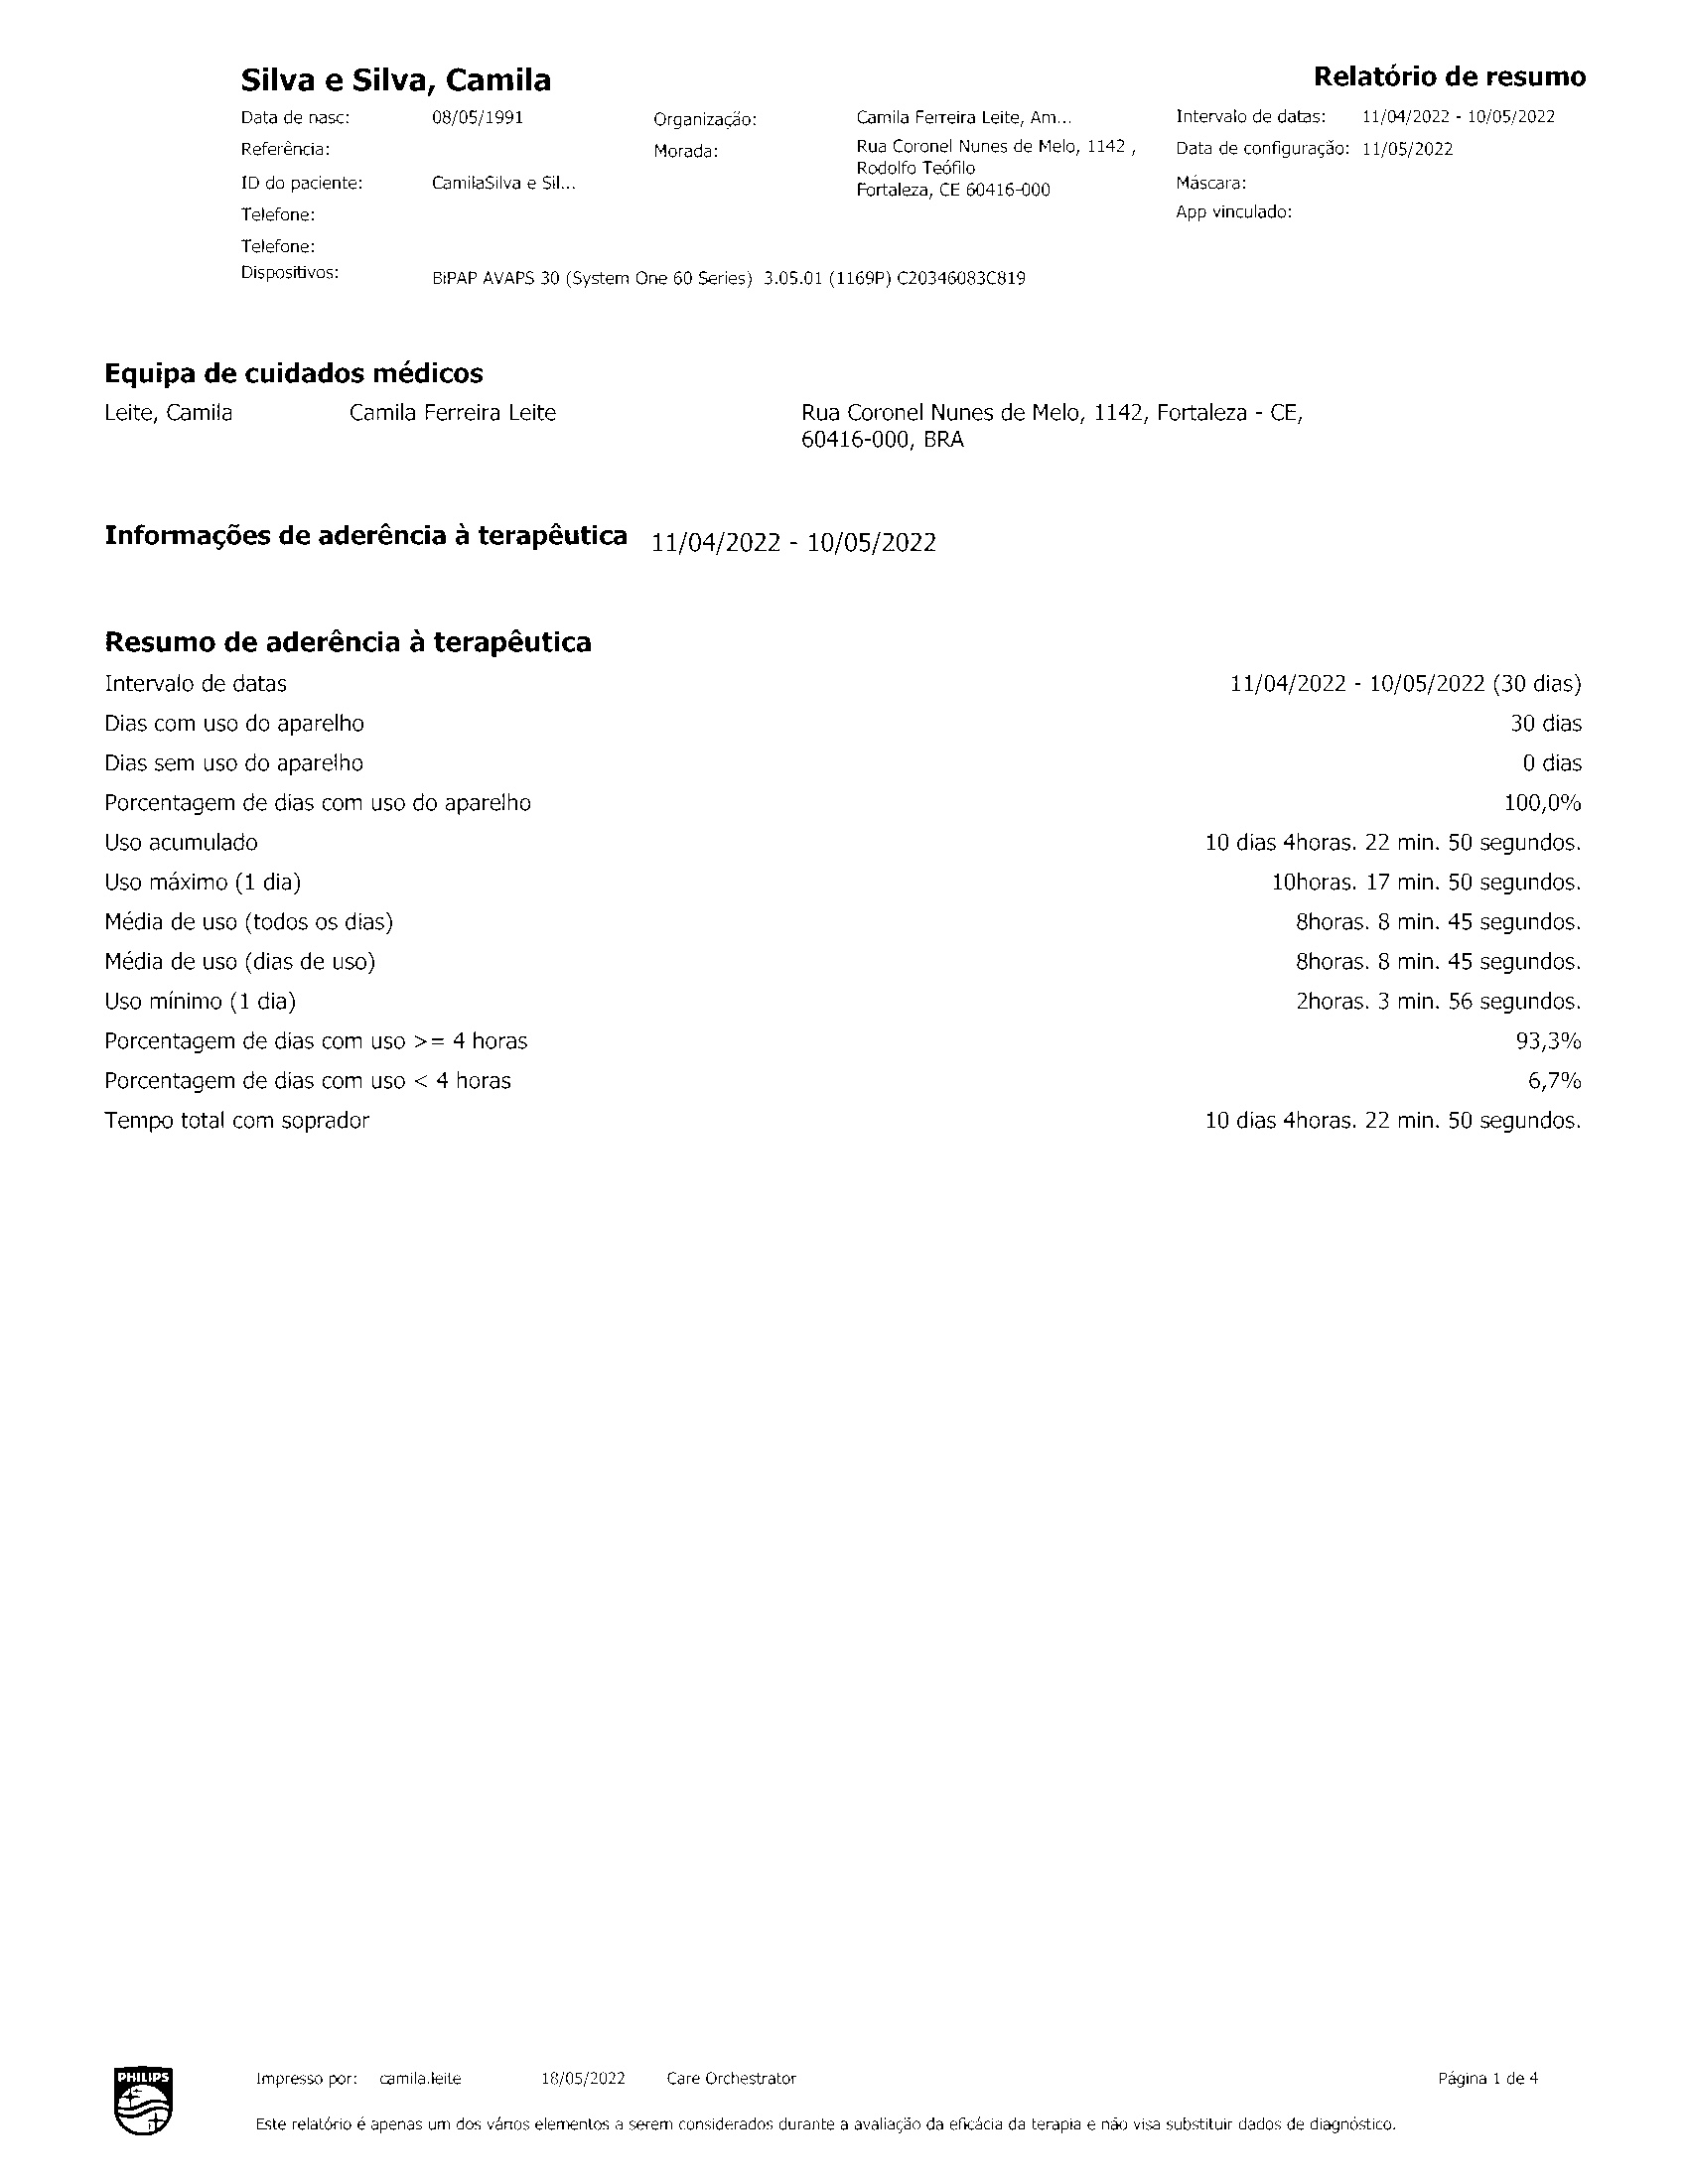 Silva e Silva, Camila
Relatório de resumo
Data de nasc: 08/05/1991
Referência:
ID do paciente: CamilaSilva e Sil...
Telefone:
Telefone:
Dispositivos: BiPAP AVAPS 30 (System One 60 Series) 3.05.01 (1169P) C20346083C819
Organização: Camila Ferreira Leite, Am...
Morada: Rua Coronel Nunes de Melo, 1142 ,
Rodolfo Teófilo
Fortaleza, CE 60416-000
Intervalo de datas: 11/04/2022 - 10/05/2022
Data de configuração: 11/05/2022
Máscara:
App vinculado:
Equipa de cuidados médicos
Leite, Camila Camila Ferreira Leite Rua Coronel Nunes de Melo, 1142, Fortaleza - CE,
60416-000, BRA
Informações de aderência à terapêutica 11/04/2022 - 10/05/2022
Resumo de aderência à terapêutica
Intervalo de datas 11/04/2022 - 10/05/2022 (30 dias)
Dias com uso do aparelho 30 dias
Dias sem uso do aparelho 0 dias
Porcentagem de dias com uso do aparelho 100,0%
Uso acumulado 10 dias 4horas. 22 min. 50 segundos.
Uso máximo (1 dia) 10horas. 17 min. 50 segundos.
Média de uso (todos os dias) 8horas. 8 min. 45 segundos.
Média de uso (dias de uso) 8horas. 8 min. 45 segundos.
Uso mínimo (1 dia) 2horas. 3 min. 56 segundos.
Porcentagem de dias com uso >= 4 horas 93,3%
Porcentagem de dias com uso < 4 horas 6,7%
Tempo total com soprador 10 dias 4horas. 22 min. 50 segundos.
PHILIPS
Impresso por: camila.leite 18/05/2022 Care Orchestrator Página 1 de 4
Este relatório é apenas um dos vários elementos a serem considerados durante a avaliação da eficácia da terapia e não visa substituir dados de diagnóstico.